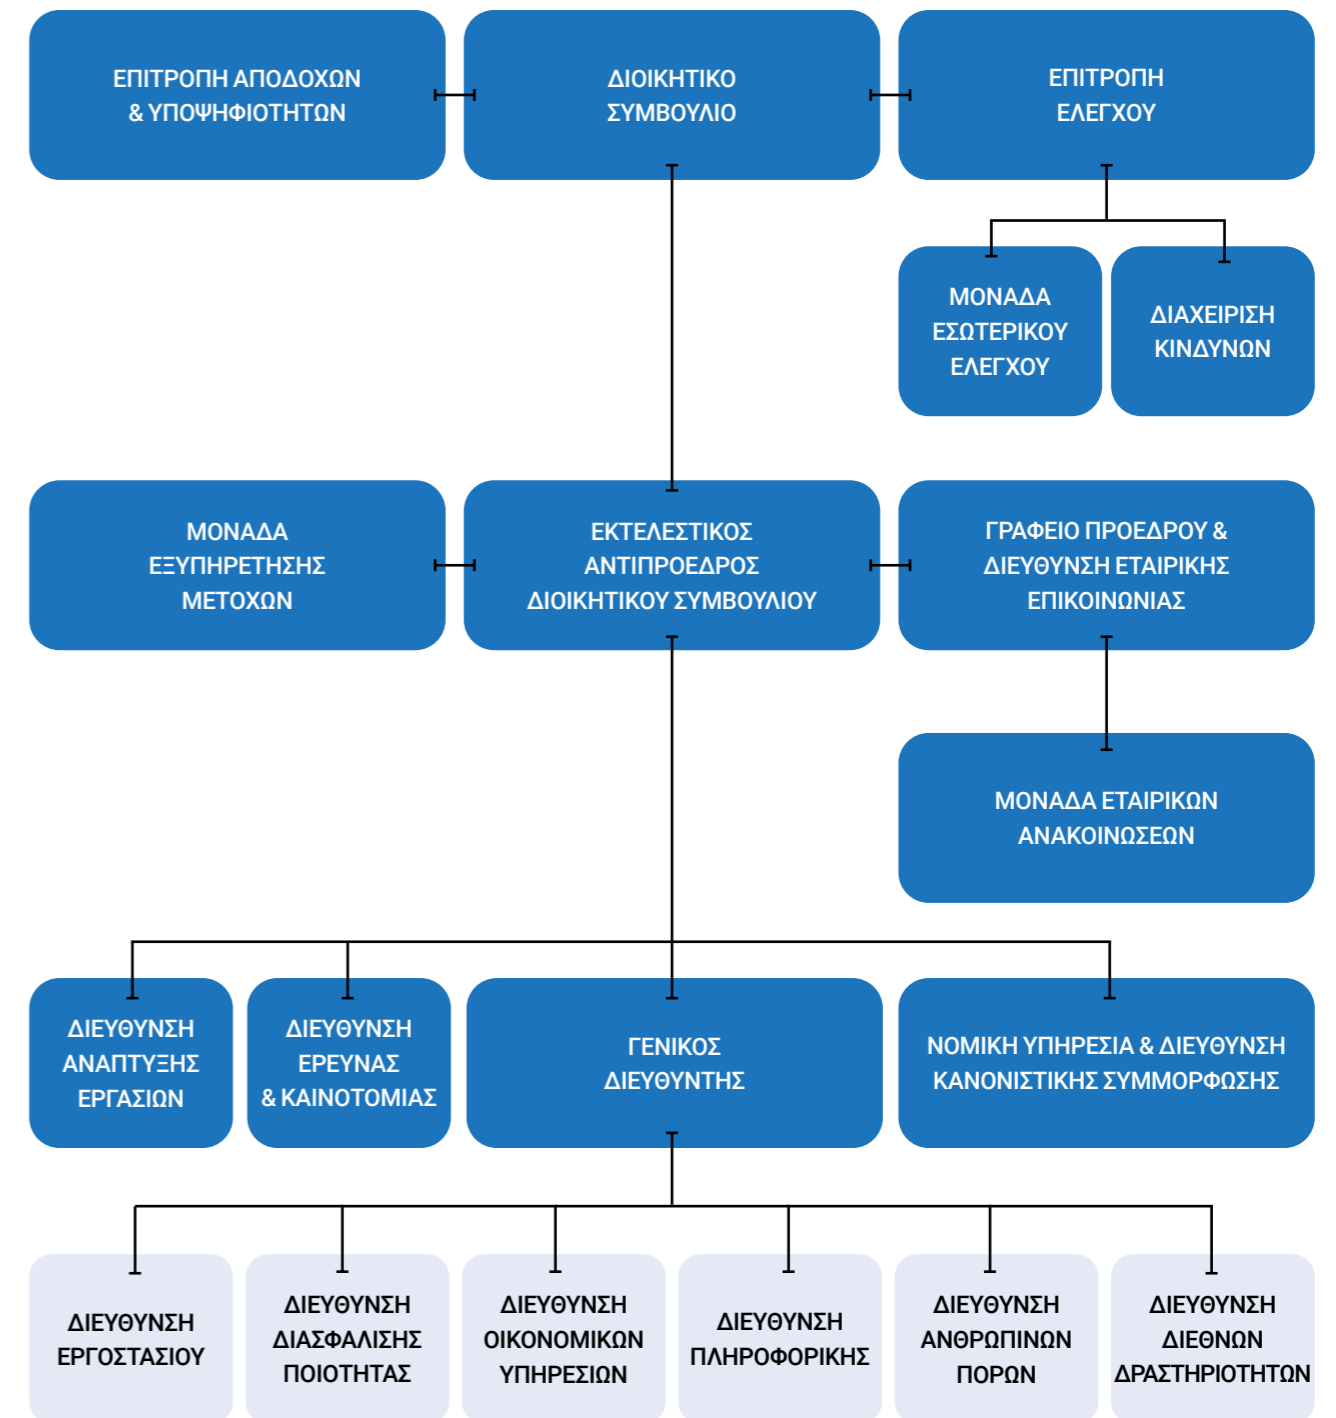 ΕΠΙΤΡΟΠΗ ΑΠΟΔΟΧΩΝ
& ΥΠΟΨΗΦΙΟΤΗΤΩΝ
ΔΙΟΙΚΗΤΙΚΟ
ΣΥΜΒΟΥΛΙΟ
ΕΠΙΤΡΟΠΗ
ΕΛΕΓΧΟΥ
ΜΟΝΑΔΑ
ΕΣΩΤΕΡΙΚΟΥ
ΕΛΕΓΧΟΥ
ΔΙΑΧΕΙΡΙΣΗ
ΚΙΝΔΥΝΩΝ
ΜΟΝΑΔΑ
ΕΞΥΠΗΡΕΤΗΣΗΣ
ΜΕΤΟΧΩΝ
ΕΚΤΕΛΕΣΤΙΚΟΣ
ΑΝΤΙΠΡΟΕΔΡΟΣ
ΔΙΟΙΚΗΤΙΚΟΥ ΣΥΜΒΟΥΛΙΟΥ
ΓΡΑΦΕΙΟ ΠΡΟΕΔΡΟΥ &
ΔΙΕΥΘΥΝΣΗ ΕΤΑΙΡΙΚΗΣ
ΕΠΙΚΟΙΝΩΝΙΑΣ
ΜΟΝΑΔΑ ΕΤΑΙΡΙΚΩΝ
ΑΝΑΚΟΙΝΩΣΕΩΝ
ΔΙΕΥΘΥΝΣΗ
ΑΝΑΠΤΥΞΗΣ
ΕΡΓΑΣΙΩΝ
ΔΙΕΥΘΥΝΣΗ
ΕΡΕΥΝΑΣ
& ΚΑΙΝΟΤΟΜΙΑΣ
ΓΕΝΙΚΟΣ
ΔΙΕΥΘΥΝΤΗΣ
ΝΟΜΙΚΗ ΥΠΗΡΕΣΙΑ & ΔΙΕΥΘΥΝΣΗ
ΚΑΝΟΝΙΣΤΙΚΗΣ ΣΥΜΜΟΡΦΩΣΗΣ
ΔΙΕΥΘΥΝΣΗ
ΕΡΓΟΣΤΑΣΙΟΥ
ΔΙΕΥΘΥΝΣΗ
ΔΙΑΣΦΑΛΙΣΗΣ
ΠΟΙΟΤΗΤΑΣ
ΔΙΕΥΘΥΝΣΗ
ΟΙΚΟΝΟΜΙΚΩΝ
ΥΠΗΡΕΣΙΩΝ
ΔΙΕΥΘΥΝΣΗ
ΠΛΗΡΟΦΟΡΙΚΗΣ
ΔΙΕΥΘΥΝΣΗ
ΑΝΘΡΩΠΙΝΩΝ
ΠΟΡΩΝ
ΔΙΕΥΘΥΝΣΗ
ΔΙΕΘΝΩΝ
ΔΡΑΣΤΗΡΙΟΤΗΤΩΝ